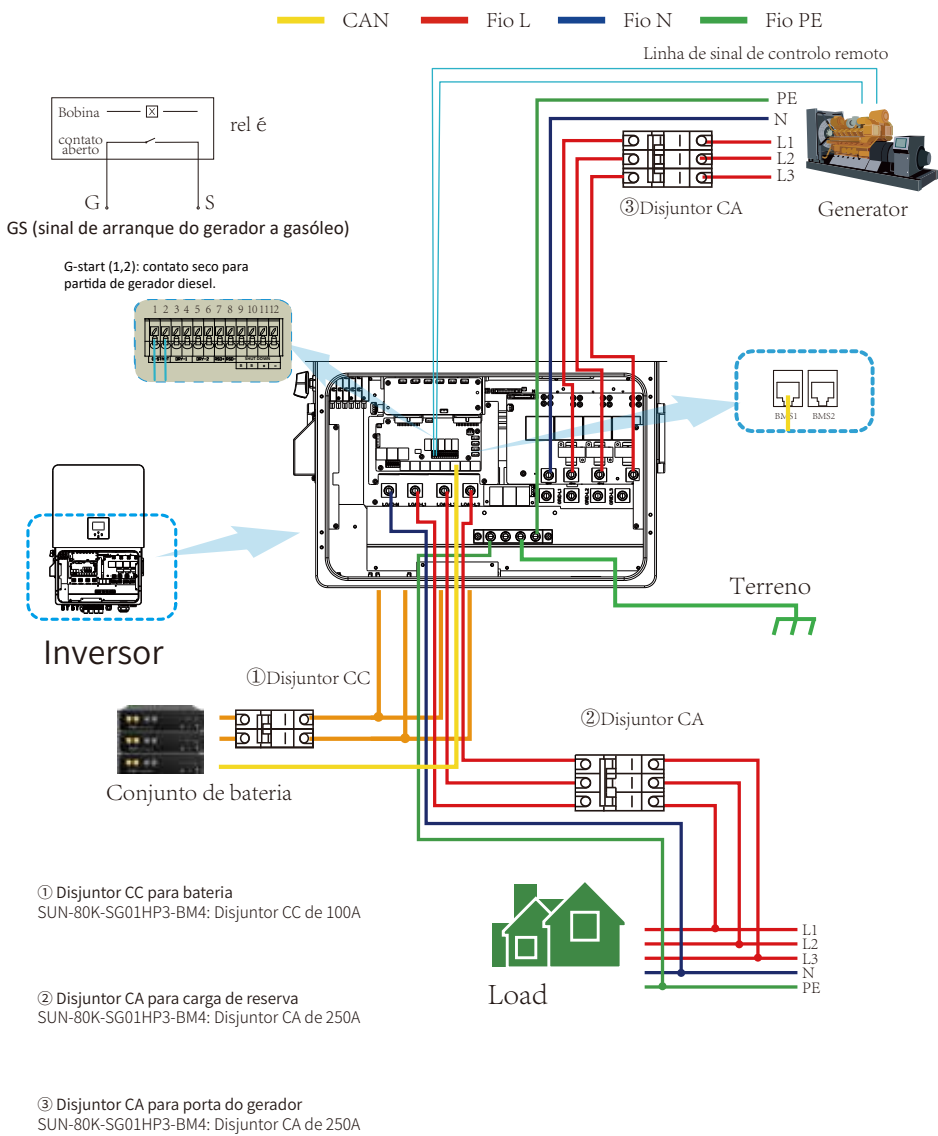 CAN
Fio L
Fio N
Fio PE
Linha de sinal de controlo remoto
Bobina
contato
aberto
rel é
G
S
GS (sinal de arranque do gerador a gasóleo)
PE
N
L1
L2
L3
③Disjuntor CA
Generator
G-start (1,2): contato seco para
partida de gerador diesel.
1 2 3 4 5 6 7 8 9 10 11 12
BMS1
BMS2
Inversor
Terreno
①Disjuntor CC
②Disjuntor CA
Conjunto de bateria
① Disjuntor CC para bateria
SUN-80K-SG01HP3-BM4: Disjuntor CC de 100A
Load
L1
L2
L3
N
PE
② Disjuntor CA para carga de reserva
SUN-80K-SG01HP3-BM4: Disjuntor CA de 250A
③ Disjuntor CA para porta do gerador
SUN-80K-SG01HP3-BM4: Disjuntor CA de 250A